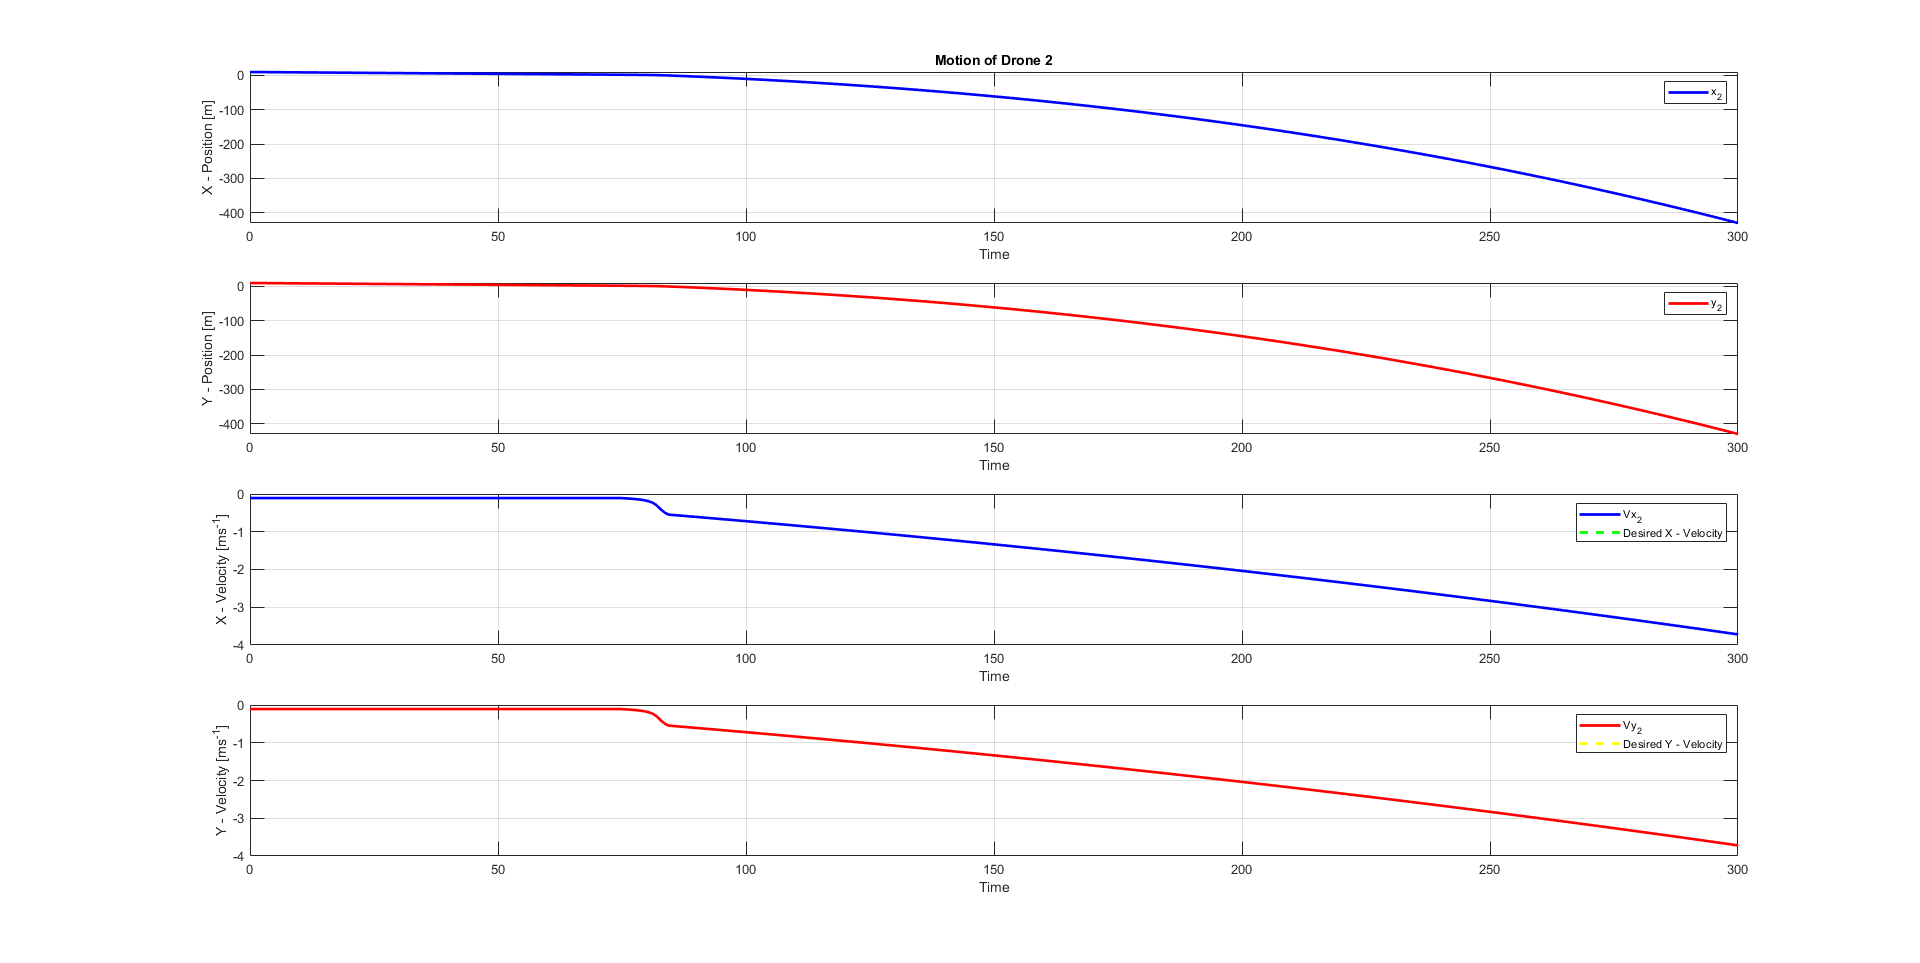 Motion of Drone 2
0
-100
-200
-300
-400
X - Position [m]
x2
0 50 100 150 200 250 300
Time
0
-100
-200
-300
-400
Y - Position [m]
y2
0 50 100 150 200 250 300
Time
0
-1
-2
-3
-4
X - Velocity [ms-1]
Vx2
Desired X - Velocity
0 50 100 150 200 250 300
Time
0
-1
-2
-3
-4
Y - Velocity [ms-1]
Vy2
Desired Y - Velocity
0 50 100 150 200 250 300
Time